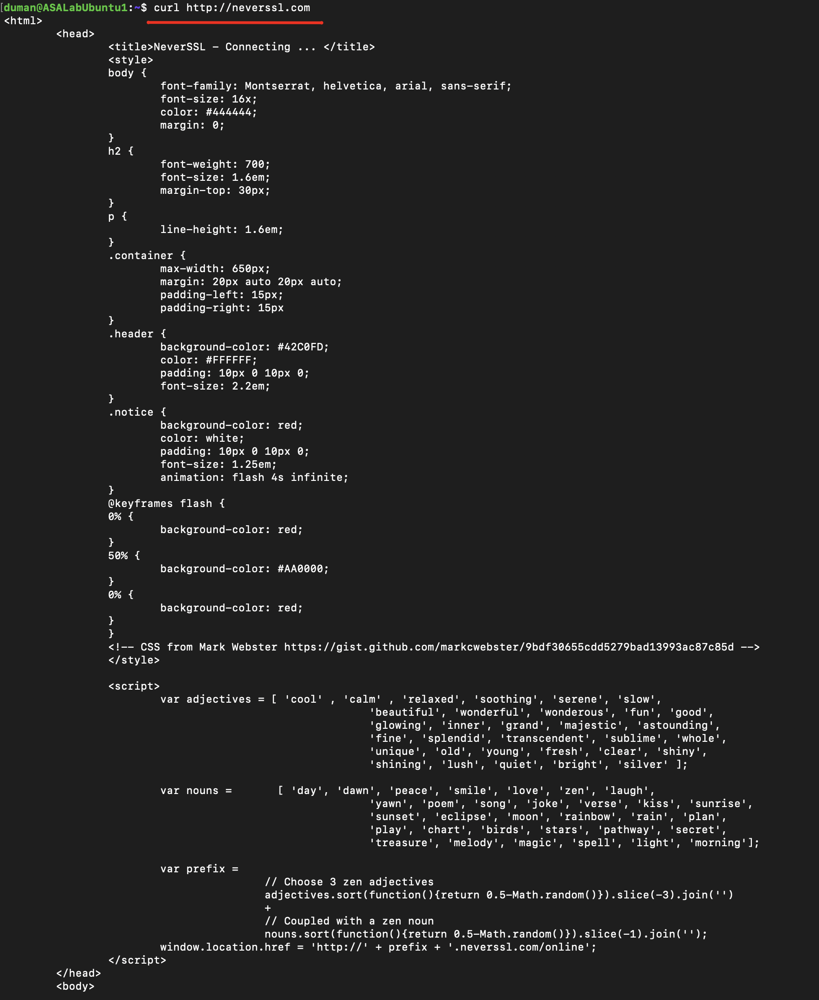 [duman@ASALabUbuntu1:~$ curl http://neverssl.com
<html>
<head>
<title>NeverSSL - Connecting ... </title>
<style>
body {
font-family: Montserrat, helvetica, arial, sans-serif;
font-size: 16x;
color: #444444;
margin: 0;
}
h2 {
font-weight: 700;
font-size: 1.6em;
margin-top: 30px;
}
p {
line-height: 1.6em;
}
.container {
max-width: 650px;
margin: 20px auto 20px auto;
padding-left: 15px;
padding-right: 15px
}
.header {
background-color: #42C0FD;
color: #FFFFFF;
padding: 10px 0 10px 0;
font-size: 2.2em;
}
.notice {
background-color: red;
color: white;
padding: 10px 0 10px 0;
font-size: 1.25em;
animation: flash 4s infinite;
}
@keyframes flash {
0% {
background-color: red;
}
50% {
background-color: #AA0000;
}
0% {
background-color: red;
}
}
<!-- CSS from Mark Webster https://gist.github.com/markcwebster/9bdf30655cdd5279bad13993ac87c85d -->
</style>
<script>
var adjectives = [ 'cool' , 'calm' , 'relaxed', 'soothing', 'serene', 'slow',
'beautiful', 'wonderful', 'wonderous', 'fun', 'good',
'glowing', 'inner', 'grand', 'majestic', 'astounding',
'fine', 'splendid', 'transcendent', 'sublime', 'whole',
'unique', 'old', 'young', 'fresh', 'clear', 'shiny',
'shining', 'lush', 'quiet', 'bright', 'silver' ];
var nouns = [ 'day', 'dawn', 'peace', 'smile', 'love', 'zen', 'laugh',
'yawn', 'poem', 'song', 'joke', 'verse', 'kiss', 'sunrise',
'sunset', 'eclipse', 'moon', 'rainbow', 'rain', 'plan',
'play', 'chart', 'birds', 'stars', 'pathway', 'secret',
'treasure', 'melody', 'magic', 'spell', 'light', 'morning'];
var prefix =
// Choose 3 zen adjectives
adjectives.sort(function(){return 0.5-Math.random()}).slice(-3).join('')
+
// Coupled with a zen noun
nouns.sort(function(){return 0.5-Math.random()}).slice(-1).join('');
window.location.href = 'http://' + prefix + '.neverssl.com/online';
</script>
</head>
<body>